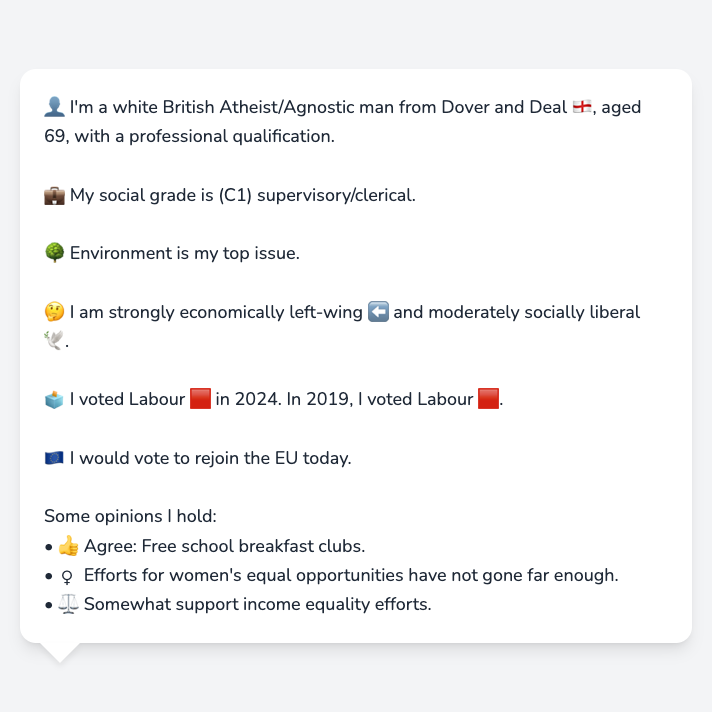 👤 I'm a white British Atheist/Agnostic man from Dover and Deal 🏴󠁧󠁢󠁥󠁮󠁧󠁿, aged
69, with a professional qualification.
💼 My social grade is (C1) supervisory/clerical.
🌳 Environment is my top issue.
🤔 I am strongly economically left-wing ⬅️ and moderately socially liberal
🕊️.
🗳️ I voted Labour 🟥 in 2024. In 2019, I voted Labour 🟥.
🇪🇺 I would vote to rejoin the EU today.
Some opinions I hold:
• 👍 Agree: Free school breakfast clubs.
• ♀ Efforts for women's equal opportunities have not gone far enough.
• ⚖️ Somewhat support income equality efforts.